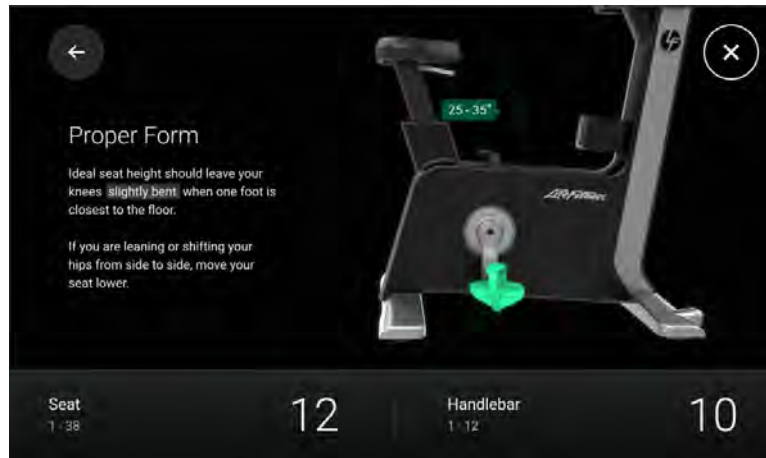 Proper Form
Ideal seat height should leave your
knees slightly bent when one foot is
closest to the floor.
If you are leaning or shifting your
hips from side to side, move your
seat lower.
25 - 35°
LifeFitness
Seat
1 - 38
12
Handlebar
1 - 12
10